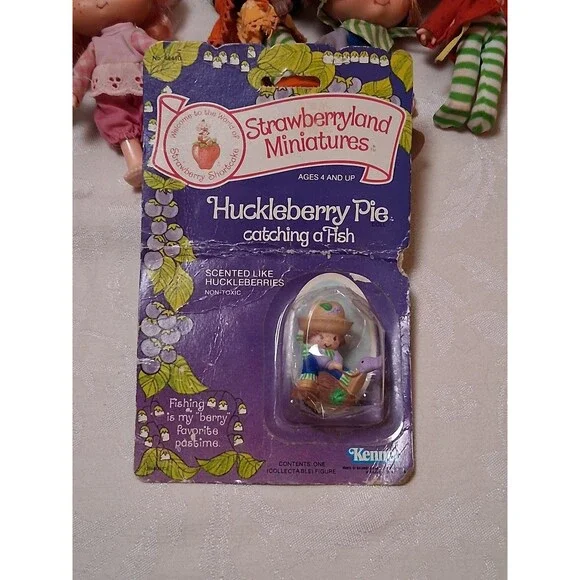 Welcome to the World of
Strawberry Shortcake
Strawberryland
Miniatures
AGES 4 AND UP
Huckleberry Pie
catching a Fish
SCENTED LIKE
HUCKLEBERRIES
NON-TOXIC
Fishing
is my "berry"
favorite
pastime.
CONTENTS: ONE
(COLLECTABLE) FIGURE
Kenner